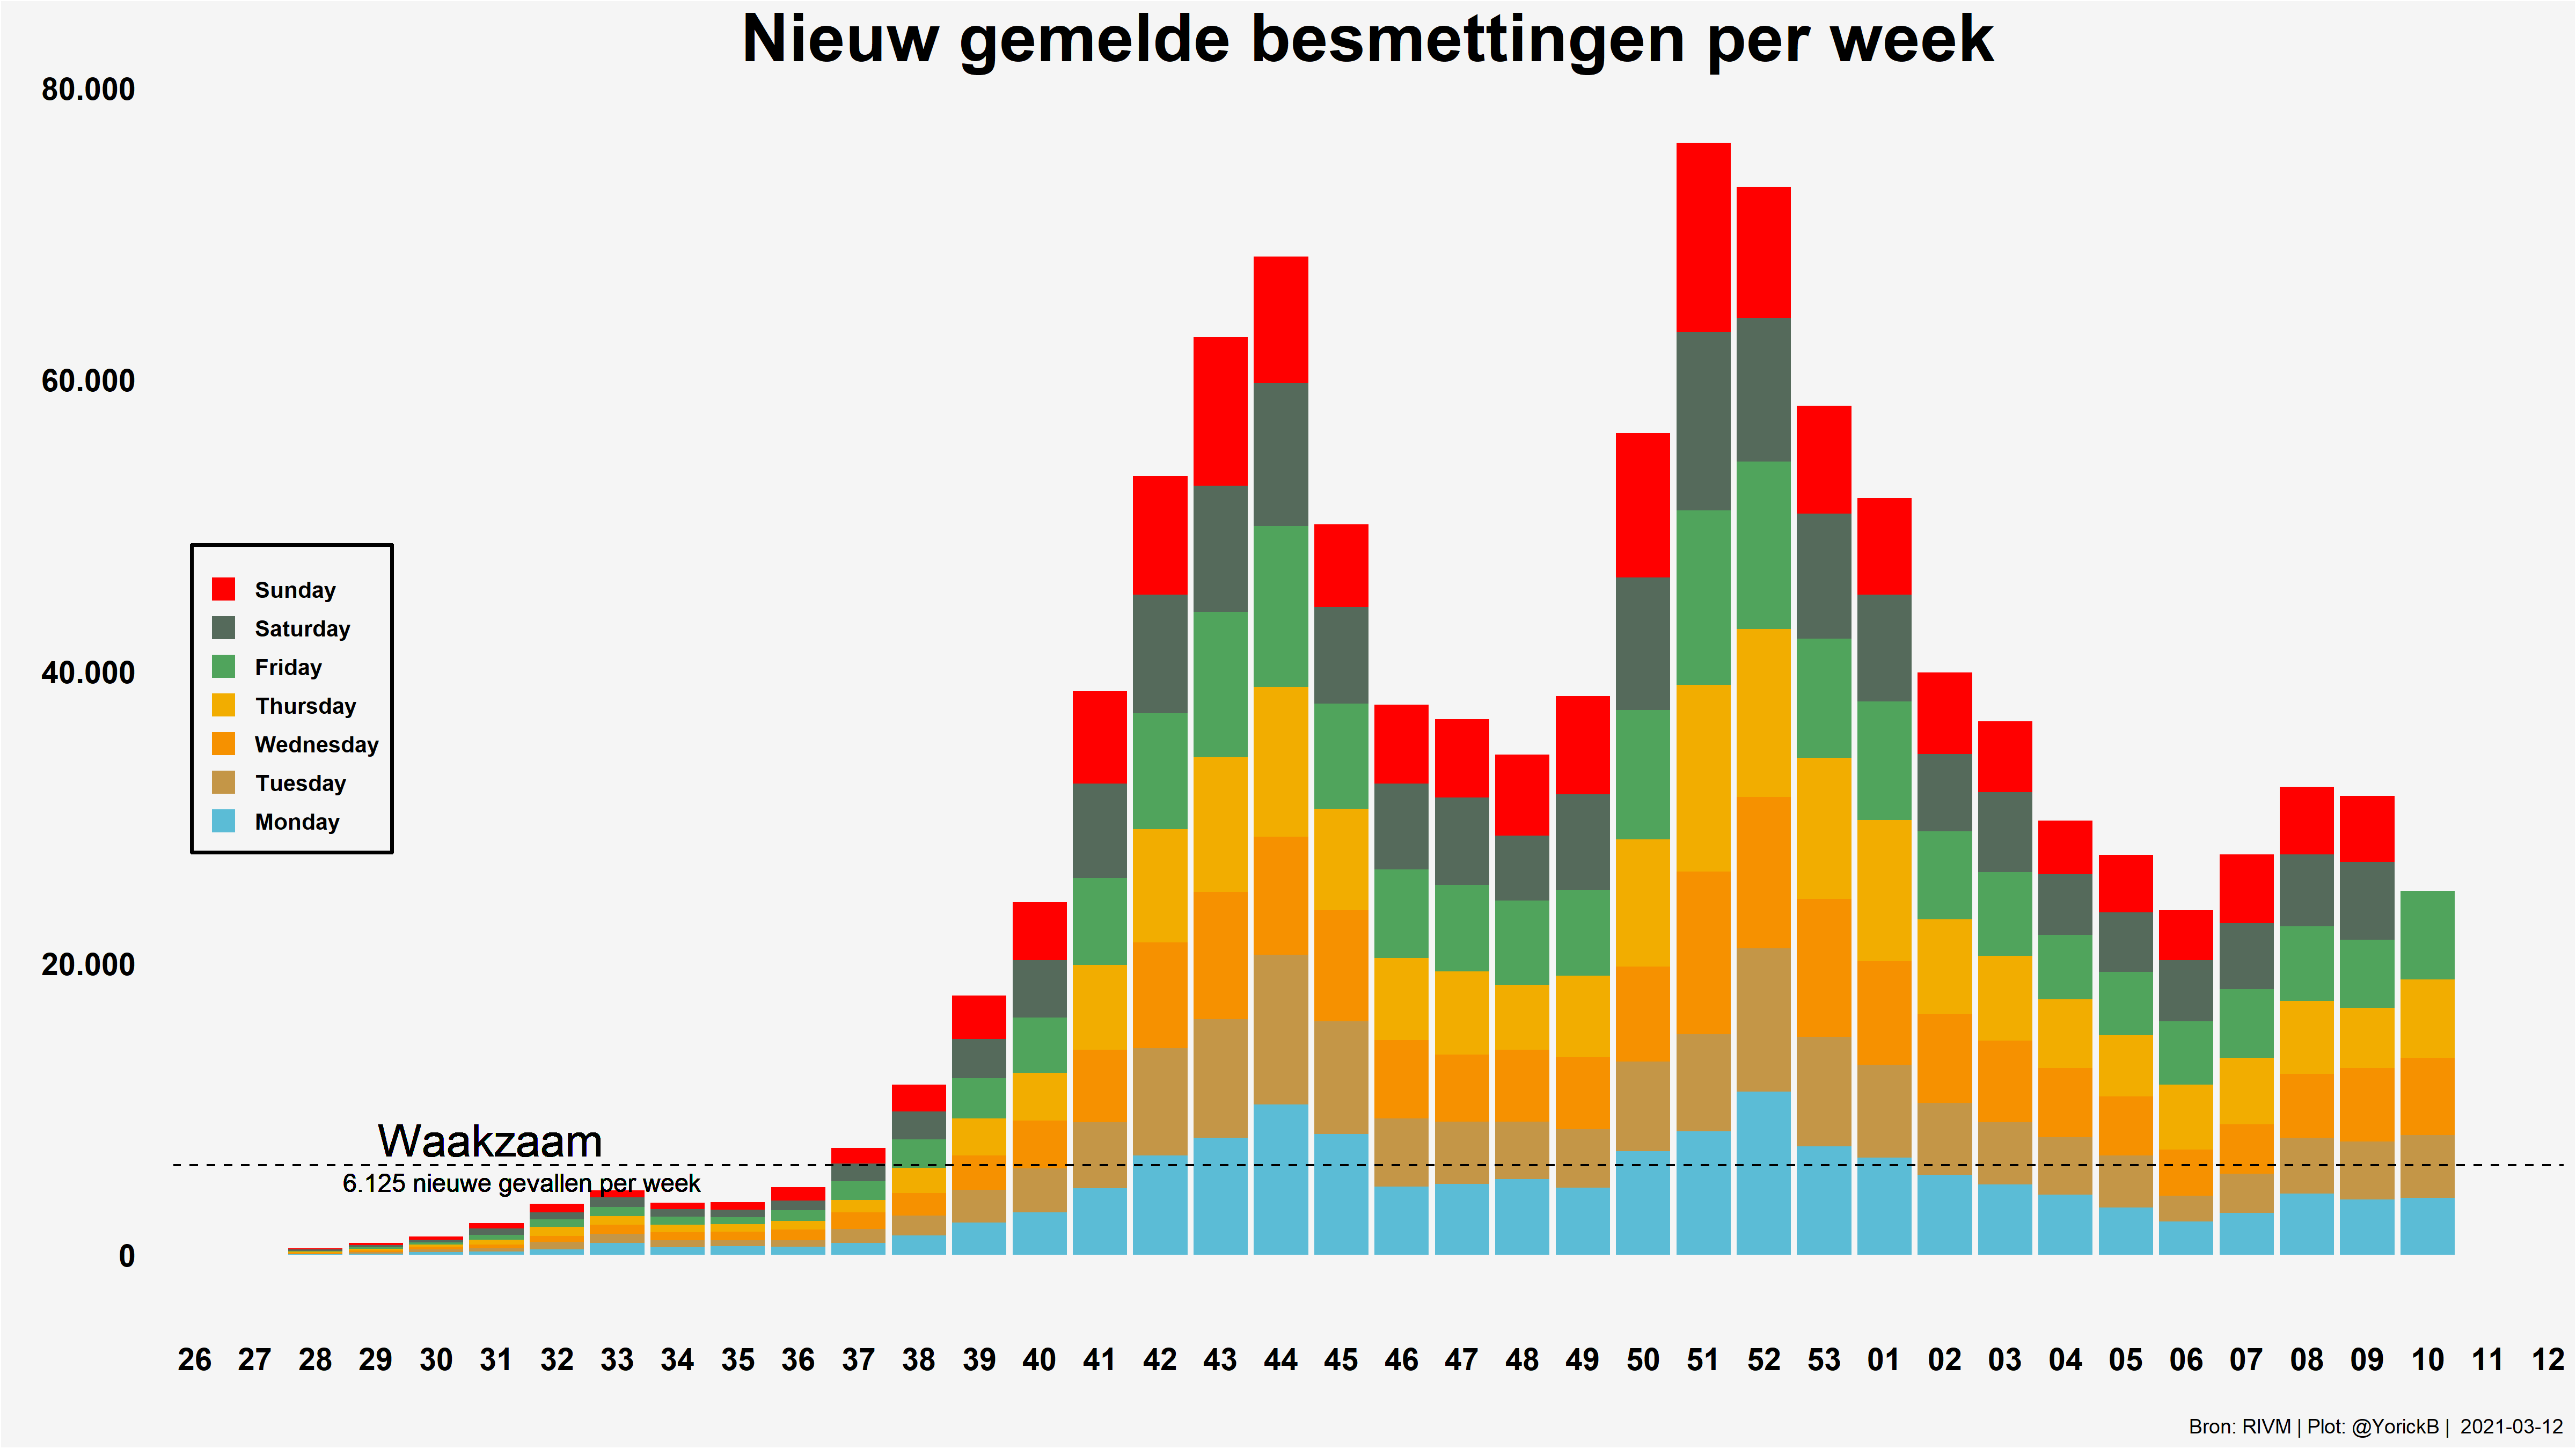 Nieuw gemelde besmettingen per week
80.000
60.000
40.000
20.000
0
Sunday
Saturday
Friday
Thursday
Wednesday
Tuesday
Monday
Waakzaam
6.125 nieuwe gevallen per week
26 27 28 29 30 31 32 33 34 35 36 37 38 39 40 41 42 43 44 45 46 47 48 49 50 51 52 53 01 02 03 04 05 06 07 08 09 10 11 12
Bron: RIVM | Plot: @YorickB | 2021-03-12